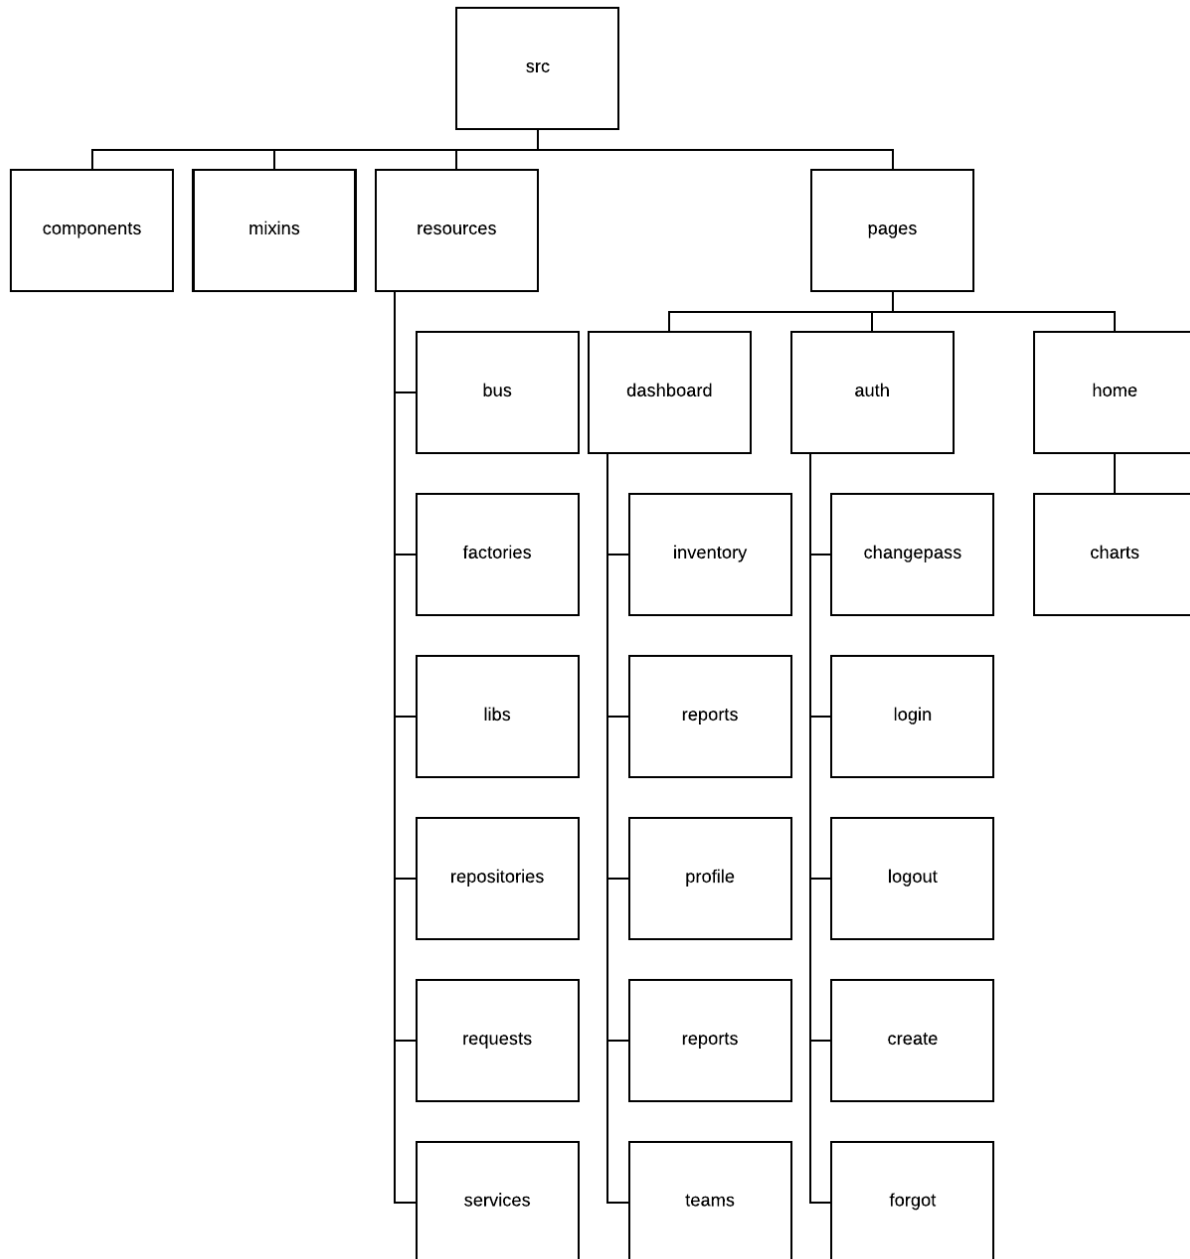 src
components
mixins
resources
pages
bus
dashboard
auth
home
factories
inventory
changepass
charts
libs
reports
login
repositories
profile
logout
requests
reports
create
services
teams
forgot